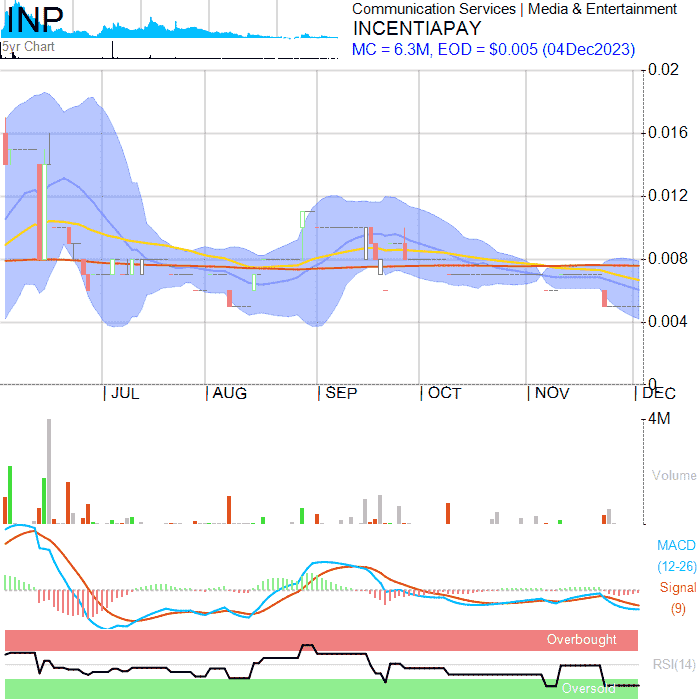 INP
Communication Services | Media & Entertainment
INCENTIAPAY
MC = 6.3M, EOD = $0.005 (04Dec2023)
5yr Chart
0.02
0.016
0.012
0.008
0.004
0
| JUL | AUG | SEP | OCT | NOV | DEC
4M
Volume
MACD
(12-26)
Signal
(9)
Overbought
RSI(14)
Oversold